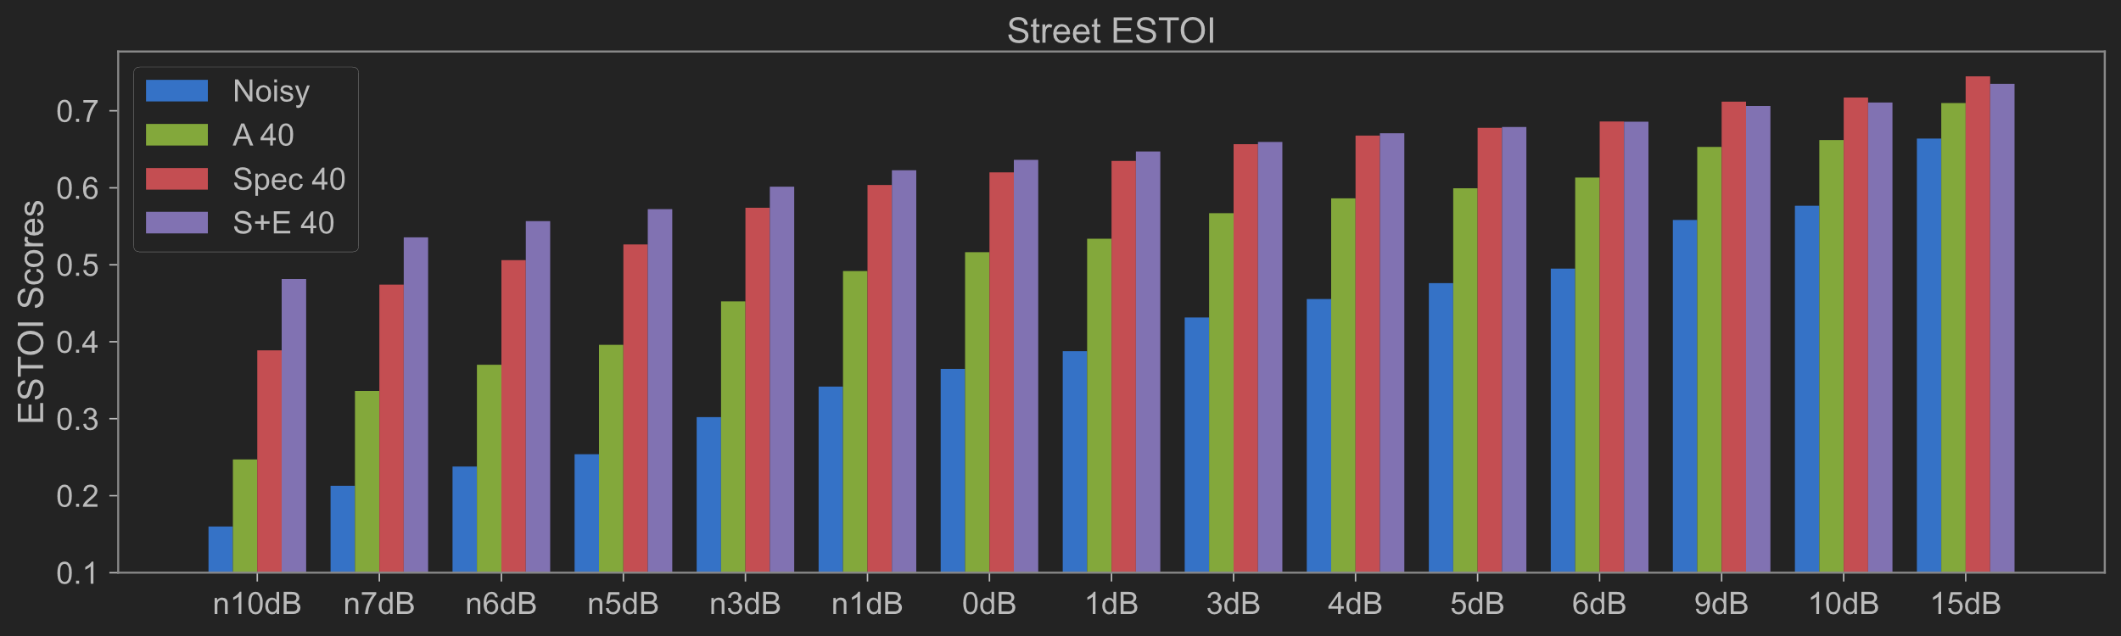 Street ESTOI
Noisy
A 40
Spec 40
S+E 40
ESTOI Scores
0.7
0.6
0.5
0.4
0.3
0.2
0.1
n10dB n7dB n6dB n5dB n3dB n1dB 0dB 1dB 3dB 4dB 5dB 6dB 9dB 10dB 15dB